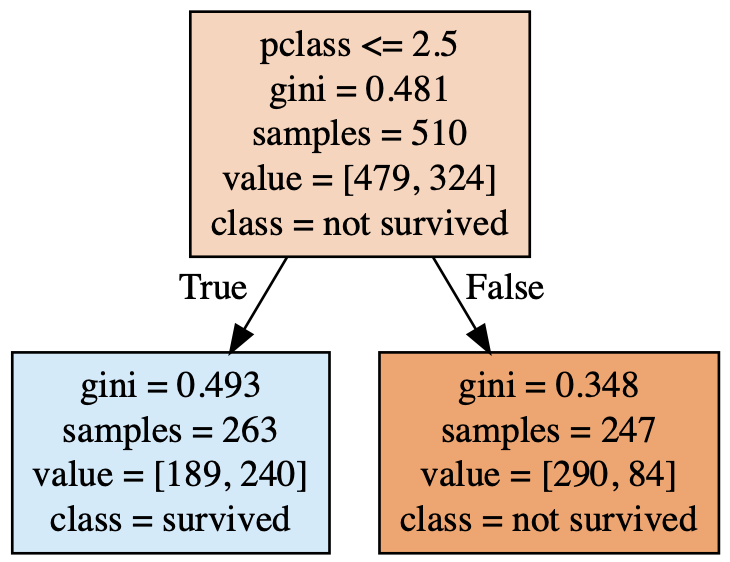 pclass <= 2.5
gini = 0.481
samples = 510
value = [479, 324]
class = not survived
True
False
gini = 0.493
samples = 263
value = [189, 240]
class = survived
gini = 0.348
samples = 247
value = [290, 84]
class = not survived